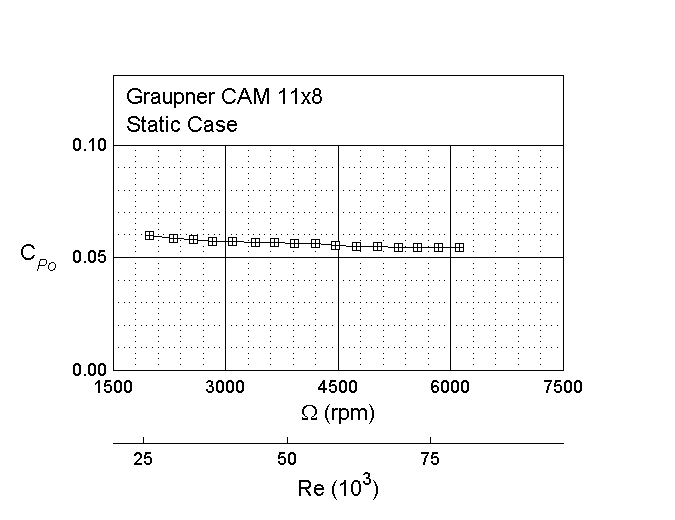 Graupner CAM 11x8
Static Case
0.10
C_Po
0.05
0.00
1500 3000 4500 6000 7500
Ω (rpm)
25 50 75
Re (10^3)